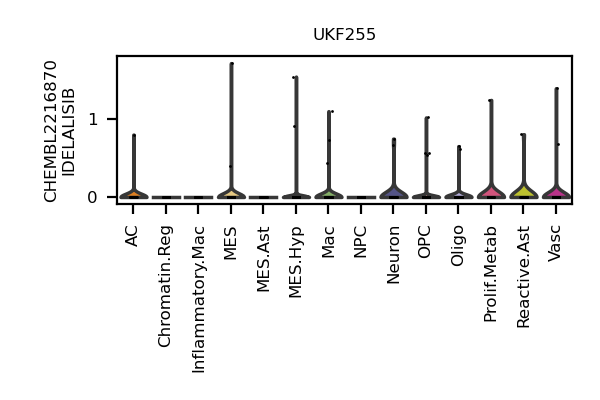 UKF255
CHEMBL2216870
IDELALISIB
1
0
AC
Chromatin.Reg
Inflammatory.Mac
MES
MES.Ast
MES.Hyp
Mac
NPC
Neuron
OPC
Oligo
Prolif.Metab
Reactive.Ast
Vasc